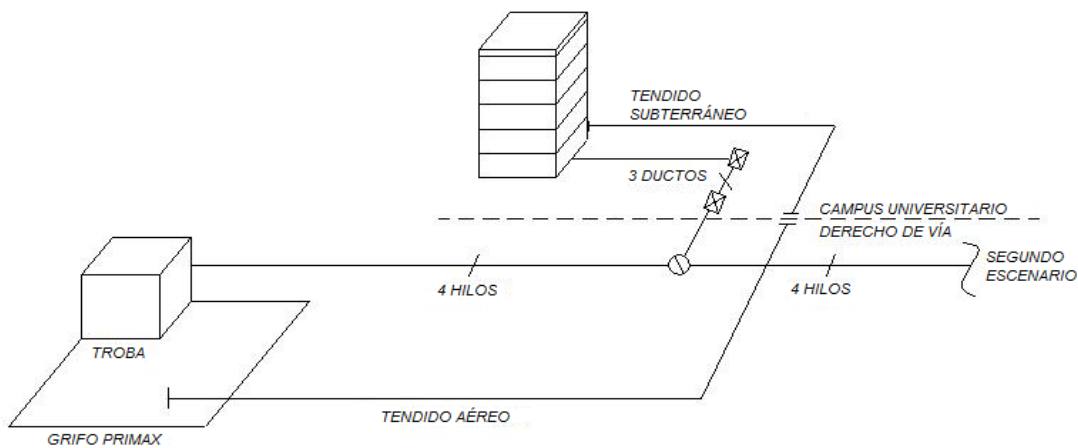 TENDIDO
SUBTERRÁNEO
3 DUCTOS
CAMPUS UNIVERSITARIO
DERECHO DE VÍA
SEGUNDO
ESCENARIO
4 HILOS
4 HILOS
TROBA
TENDIDO AÉREO
GRIFO PRIMAX